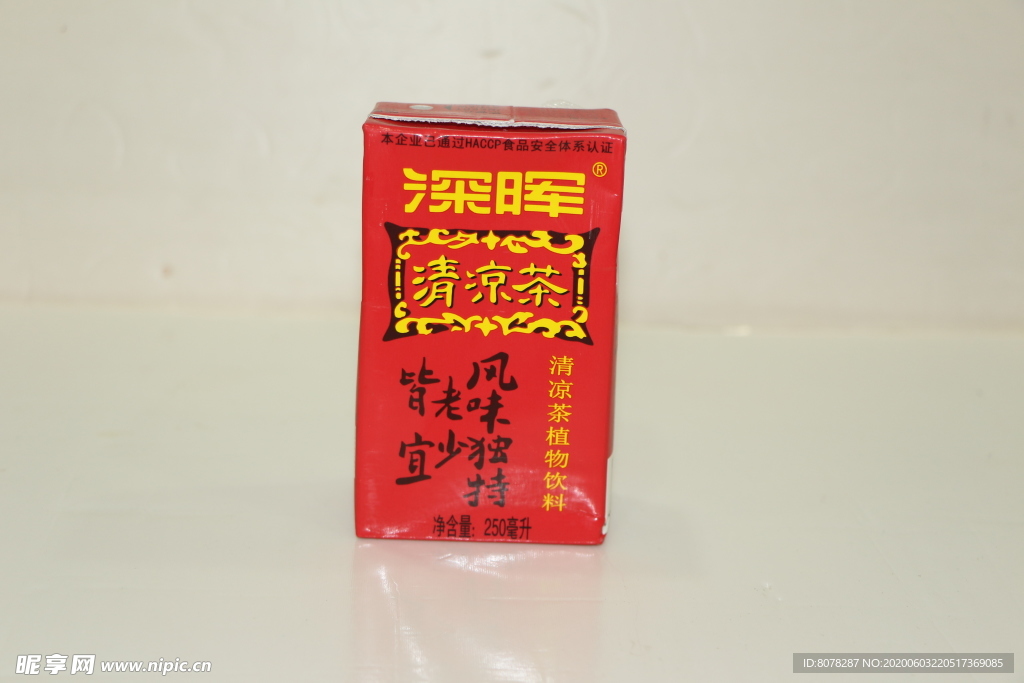 本企业已通过HACCP食品安全体系认证
深晖®
清凉茶
风味独特
老少
皆宜
清凉茶植物饮料
净含量：250毫升
昵享网 www.nipic.cn
ID:8078287 NO:20200603220517369085